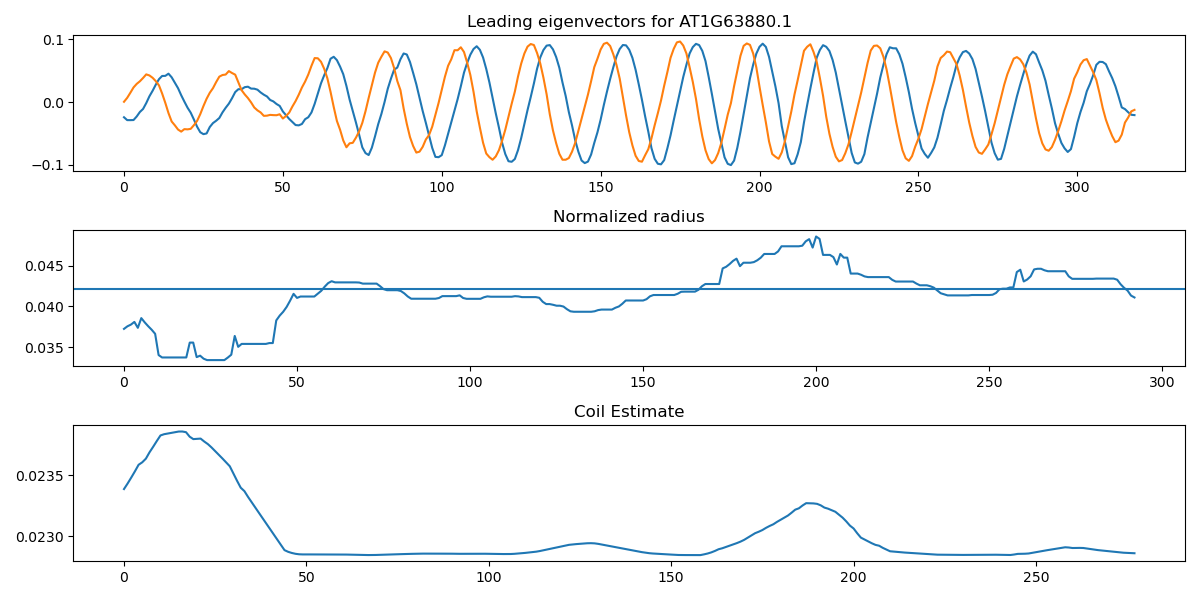 Leading eigenvectors for AT1G63880.1
0.1
0.0
−0.1
0 50 100 150 200 250 300
Normalized radius
0.045
0.040
0.035
0 50 100 150 200 250 300
Coil Estimate
0.0235
0.0230
0 50 100 150 200 250